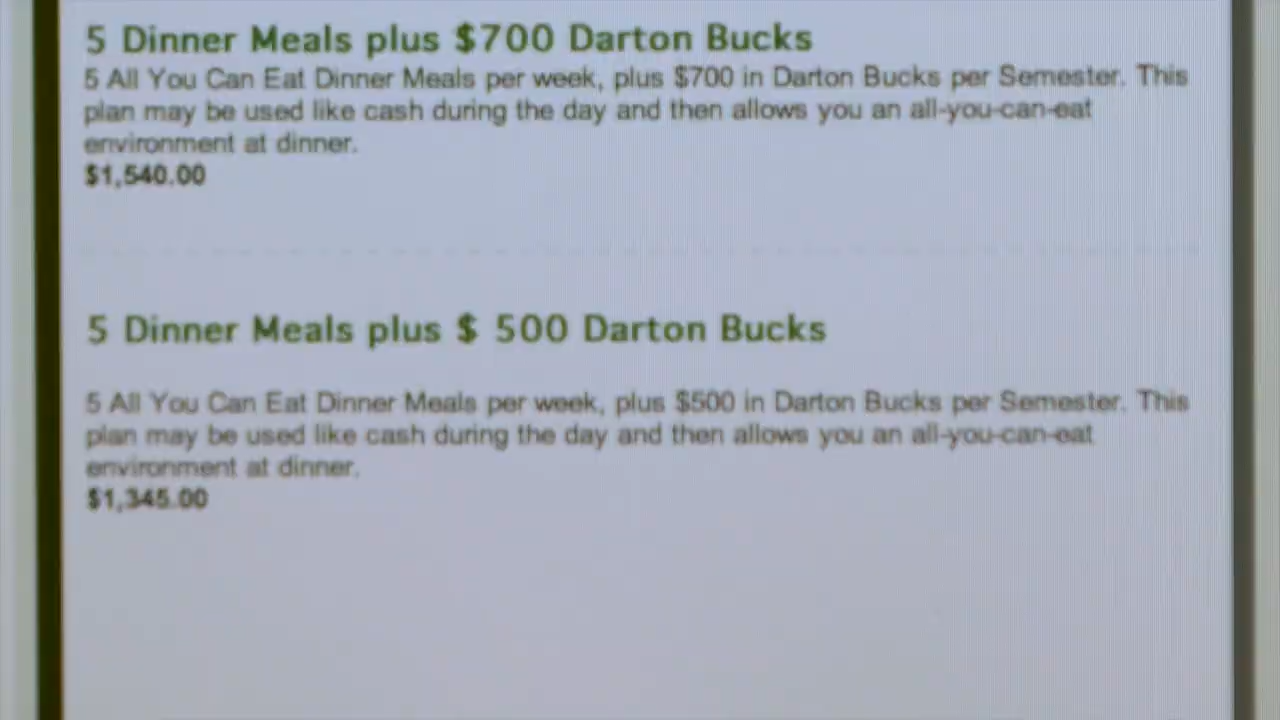 5 Dinner Meals plus $700 Darton Bucks
5 All You Can Eat Dinner Meals per week, plus $700 in Darton Bucks per Semester. This
plan may be used like cash during the day and then allows you an all-you-can-eat
environment at dinner.
$1,540.00
5 Dinner Meals plus $ 500 Darton Bucks
5 All You Can Eat Dinner Meals per week, plus $500 in Darton Bucks per Semester. This
plan may be used like cash during the day and then allows you an all-you-can-eat
environment at dinner.
$1,345.00